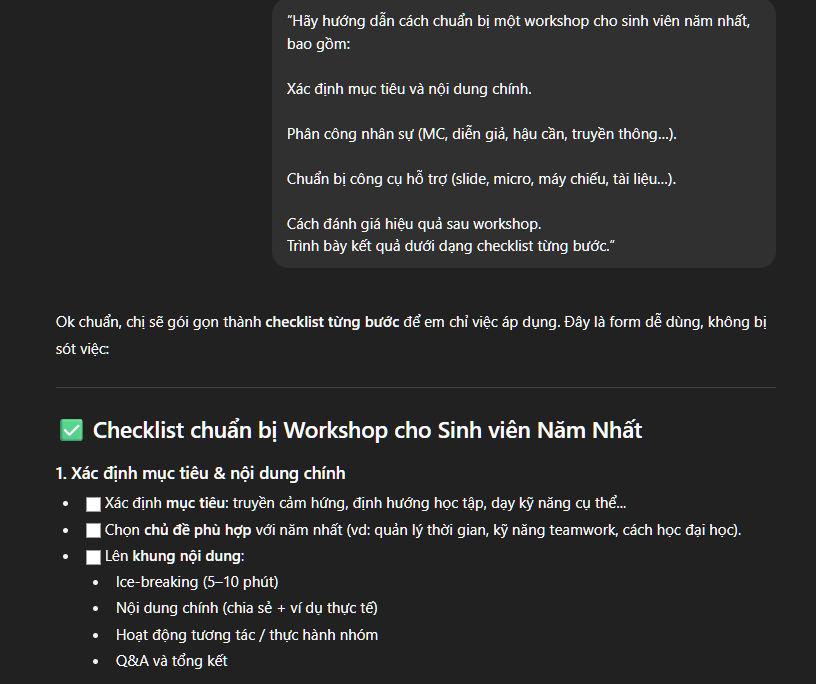 “Hãy hướng dẫn cách chuẩn bị một workshop cho sinh viên năm nhất,
bao gồm:
Xác định mục tiêu và nội dung chính.
Phân công nhân sự (MC, diễn giả, hậu cần, truyền thông...).
Chuẩn bị công cụ hỗ trợ (slide, micro, máy chiếu, tài liệu...).
Cách đánh giá hiệu quả sau workshop.
Trình bày kết quả dưới dạng checklist từng bước.”
Ok chuẩn, chị sẽ gói gọn thành checklist từng bước để em chỉ việc áp dụng. Đây là form dễ dùng, không bị
sót việc:
✅ Checklist chuẩn bị Workshop cho Sinh viên Năm Nhất
1. Xác định mục tiêu & nội dung chính
• ⬜ Xác định mục tiêu: truyền cảm hứng, định hướng học tập, dạy kỹ năng cụ thể...
• ⬜ Chọn chủ đề phù hợp với năm nhất (vd: quản lý thời gian, kỹ năng teamwork, cách học đại học).
• ⬜ Lên khung nội dung:
• Ice-breaking (5–10 phút)
• Nội dung chính (chia sẻ + ví dụ thực tế)
• Hoạt động tương tác / thực hành nhóm
• Q&A và tổng kết